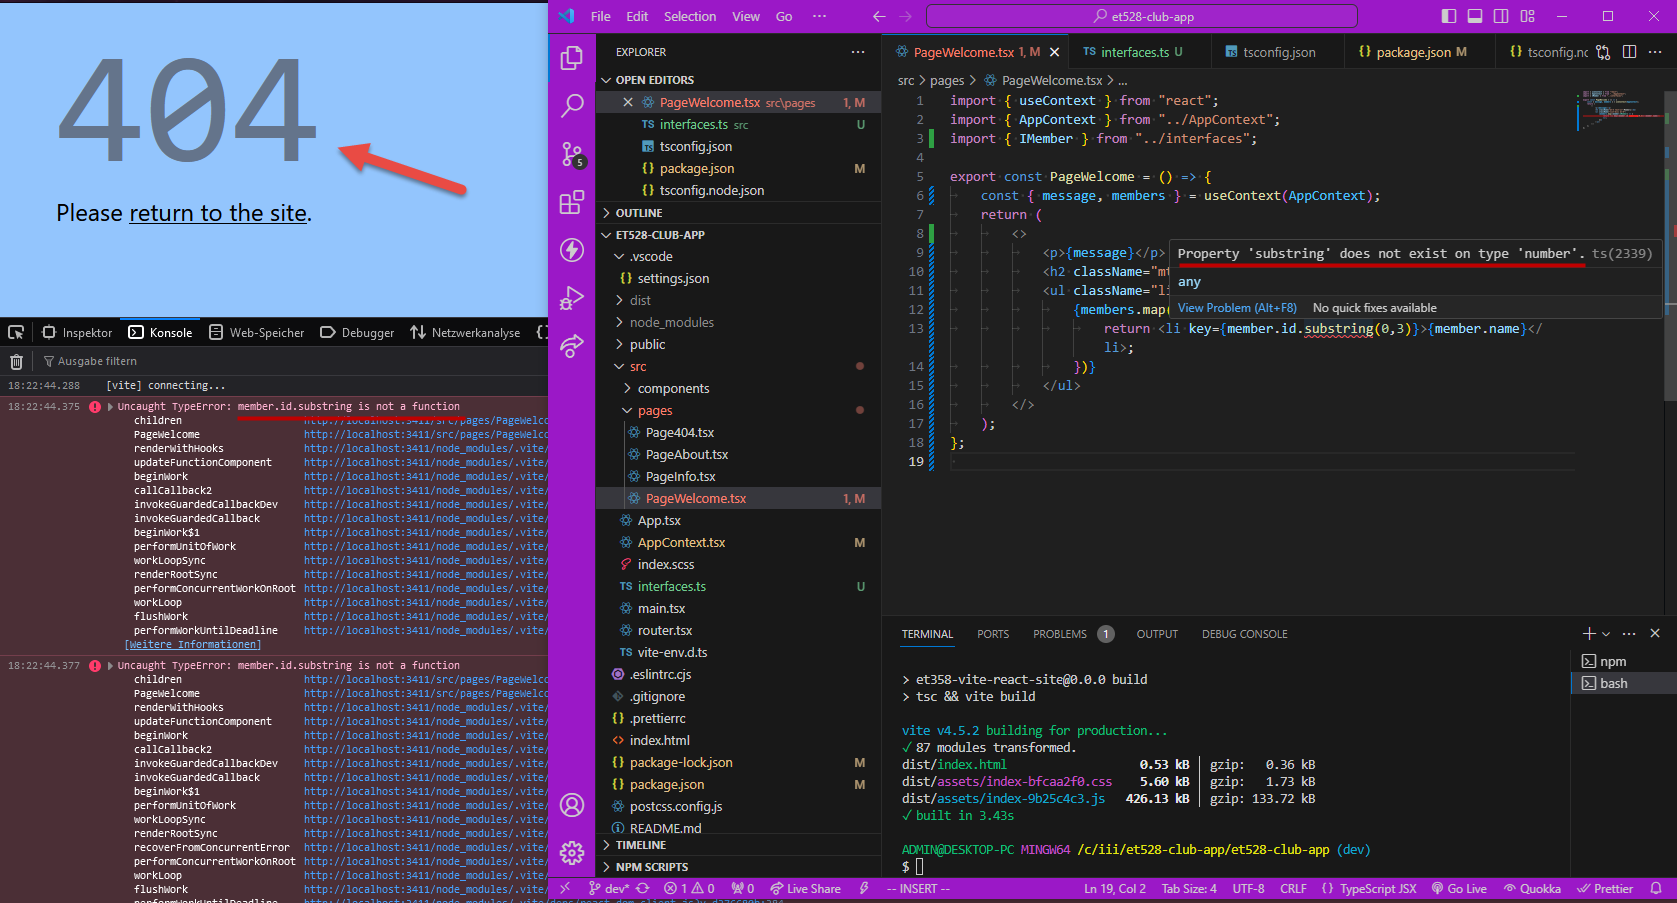 404
Please return to the site.
Inspektor
Konsole
Web-Speicher
Debugger
Netzwerkanalyse
Ausgabe filtern
18:22:44.288 [vite] connecting...
18:22:44.375 Uncaught TypeError: member.id.substring is not a function
children http://localhost:3411/src/pages/PageWelco
PageWelcome http://localhost:3411/src/pages/PageWelco
renderWithHooks http://localhost:3411/node_modules/.vite/
updateFunctionComponent http://localhost:3411/node_modules/.vite/
beginWork http://localhost:3411/node_modules/.vite/
callCallback2 http://localhost:3411/node_modules/.vite/
invokeGuardedCallbackDev http://localhost:3411/node_modules/.vite/
invokeGuardedCallback http://localhost:3411/node_modules/.vite/
beginWork$1 http://localhost:3411/node_modules/.vite/
performUnitOfWork http://localhost:3411/node_modules/.vite/
workLoopSync http://localhost:3411/node_modules/.vite/
renderRootSync http://localhost:3411/node_modules/.vite/
performConcurrentWorkOnRoot http://localhost:3411/node_modules/.vite/
workLoop http://localhost:3411/node_modules/.vite/
flushWork http://localhost:3411/node_modules/.vite/
performWorkUntilDeadline http://localhost:3411/node_modules/.vite/
[Weitere Informationen]
18:22:44.377 Uncaught TypeError: member.id.substring is not a function
children http://localhost:3411/src/pages/PageWelco
PageWelcome http://localhost:3411/src/pages/PageWelco
renderWithHooks http://localhost:3411/node_modules/.vite/
updateFunctionComponent http://localhost:3411/node_modules/.vite/
beginWork http://localhost:3411/node_modules/.vite/
callCallback2 http://localhost:3411/node_modules/.vite/
invokeGuardedCallbackDev http://localhost:3411/node_modules/.vite/
invokeGuardedCallback http://localhost:3411/node_modules/.vite/
beginWork$1 http://localhost:3411/node_modules/.vite/
performUnitOfWork http://localhost:3411/node_modules/.vite/
workLoopSync http://localhost:3411/node_modules/.vite/
renderRootSync http://localhost:3411/node_modules/.vite/
recoverFromConcurrentError http://localhost:3411/node_modules/.vite/
performConcurrentWorkOnRoot http://localhost:3411/node_modules/.vite/
workLoop http://localhost:3411/node_modules/.vite/
flushWork http://localhost:3411/node_modules/.vite/
File Edit Selection View Go ···
et528-club-app
EXPLORER ···
OPEN EDITORS
PageWelcome.tsx src\pages 1, M
TS interfaces.ts src U
tsconfig.json
{} package.json M
{} tsconfig.node.json
OUTLINE
ET528-CLUB-APP
.vscode
{} settings.json
dist
node_modules
public
src
components
pages
Page404.tsx
PageAbout.tsx
PageInfo.tsx
PageWelcome.tsx 1, M
App.tsx
AppContext.tsx M
index.scss
TS interfaces.ts U
main.tsx
router.tsx
TS vite-env.d.ts
.eslintrc.cjs
.gitignore
{} .prettierrc
<> index.html
{} package-lock.json M
{} package.json M
postcss.config.js
README.md
TIMELINE
NPM SCRIPTS
5
PageWelcome.tsx 1, M
TS interfaces.ts U
tsconfig.json
{} package.json M
{} tsconfig.nc
src > pages > PageWelcome.tsx > ...
1 import { useContext } from "react";
2 import { AppContext } from "../AppContext";
3 import { IMember } from "../interfaces";
4
5 export const PageWelcome = () => {
6 const { message, members } = useContext(AppContext);
7 return (
8 <>
9 <p>{message}</p>
10 <h2 className="mt
11 <ul className="li
12 {members.map(
13 return <li key={member.id.substring(0,3)}>{member.name}</
li>;
14 })}
15 </ul>
16 </>
17 );
18 };
19
Property 'substring' does not exist on type 'number'. ts(2339)
any
View Problem (Alt+F8) No quick fixes available
TERMINAL PORTS PROBLEMS 1 OUTPUT DEBUG CONSOLE
> et358-vite-react-site@0.0.0 build
> tsc && vite build
vite v4.5.2 building for production...
✓ 87 modules transformed.
dist/index.html 0.53 kB │ gzip: 0.36 kB
dist/assets/index-bfcaa2f0.css 5.60 kB │ gzip: 1.73 kB
dist/assets/index-9b25c4c3.js 426.13 kB │ gzip: 133.72 kB
✓ built in 3.43s
ADMIN@DESKTOP-PC MINGW64 /c/iii/et528-club-app/et528-club-app (dev)
$
npm
bash
dev* 1 0 0 Live Share -- INSERT -- Ln 19, Col 2 Tab Size: 4 UTF-8 CRLF {} TypeScript JSX Go Live Quokka Prettier